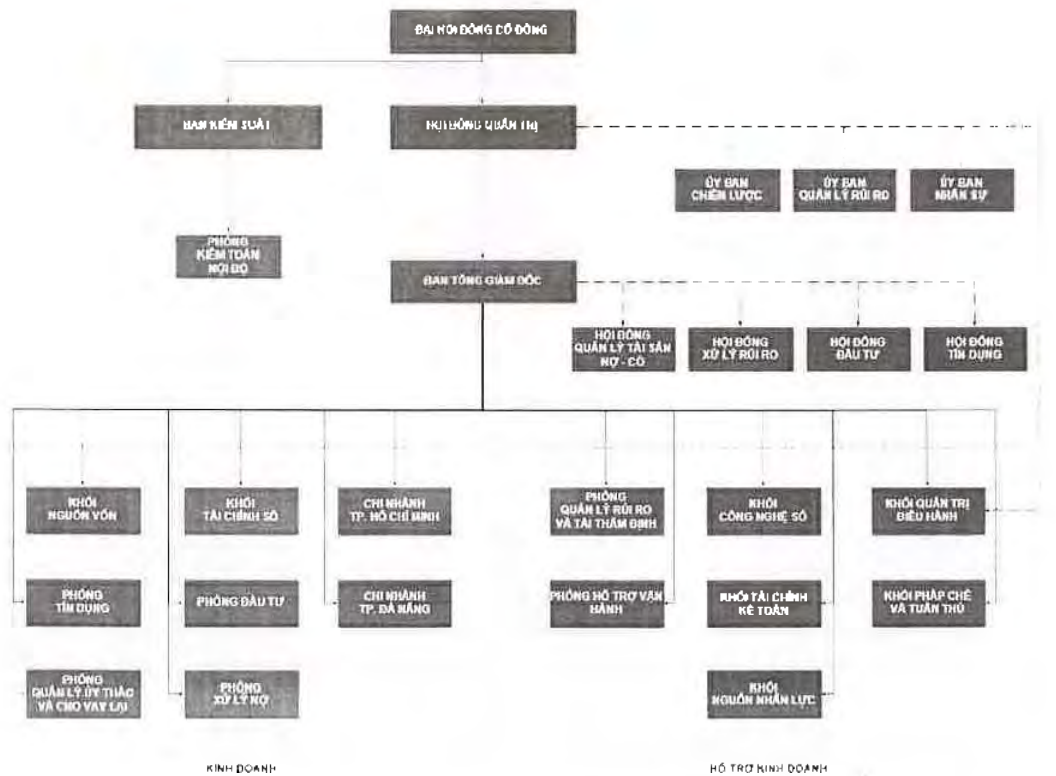 ĐẠI HỘI ĐỒNG CỔ ĐÔNG
BAN KIỂM SOÁT
HỘI ĐỒNG QUẢN TRỊ
ỦY BAN
CHIẾN LƯỢC
ỦY BAN
QUẢN LÝ RỦI RO
ỦY BAN
NHÂN SỰ
PHÒNG
KIỂM TOÁN
NỘI BỘ
BAN TỔNG GIÁM ĐỐC
HỘI ĐỒNG
QUẢN LÝ TÀI SẢN
NỢ - CÓ
HỘI ĐỒNG
XỬ LÝ RỦI RO
HỘI ĐỒNG
ĐẦU TƯ
HỘI ĐỒNG
TÍN DỤNG
KHỐI
NGUỒN VỐN
KHỐI
TÀI CHÍNH SỐ
CHI NHÁNH
TP. HỒ CHÍ MINH
PHÒNG
QUẢN LÝ RỦI RO
VÀ TÁI THẨM ĐỊNH
KHỐI
CÔNG NGHỆ SỐ
KHỐI QUẢN TRỊ
ĐIỀU HÀNH
PHÒNG
TÍN DỤNG
PHÒNG ĐẦU TƯ
CHI NHÁNH
TP. ĐÀ NẴNG
PHÒNG HỖ TRỢ VẬN
HÀNH
KHỐI TÀI CHÍNH
KẾ TOÁN
KHỐI PHÁP CHẾ
VÀ TUÂN THỦ
PHÒNG
QUẢN LÝ ỦY THÁC
VÀ CHO VAY LẠI
PHÒNG
XỬ LÝ NỢ
KHỐI
NGUỒN NHÂN LỰC
KINH DOANH
HỖ TRỢ KINH DOANH